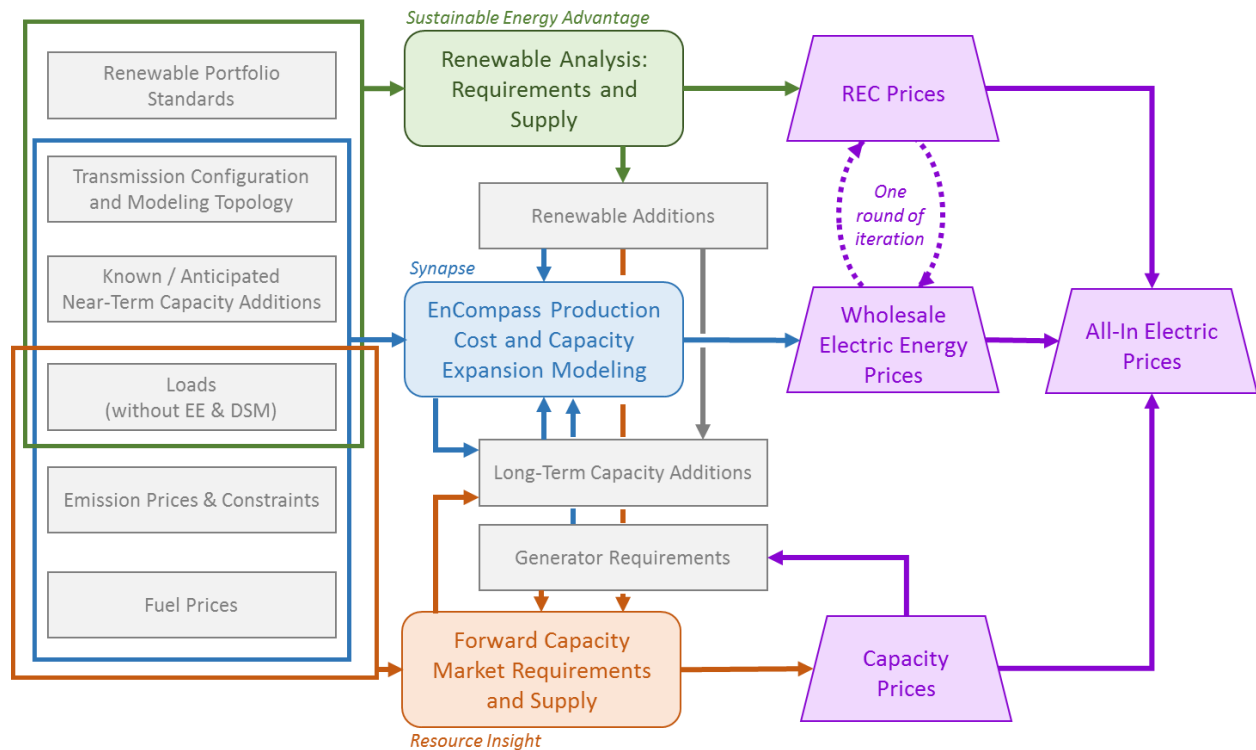 Sustainable Energy Advantage
Renewable Portfolio
Standards
Renewable Analysis:
Requirements and
Supply
REC Prices
Transmission Configuration
and Modeling Topology
Renewable Additions
One
round of
iteration
Known / Anticipated
Near-Term Capacity Additions
Synapse
EnCompass Production
Cost and Capacity
Expansion Modeling
Wholesale
Electric Energy
Prices
All-In Electric
Prices
Loads
(without EE & DSM)
Long-Term Capacity Additions
Emission Prices & Constraints
Generator Requirements
Fuel Prices
Forward Capacity
Market Requirements
and Supply
Capacity
Prices
Resource Insight